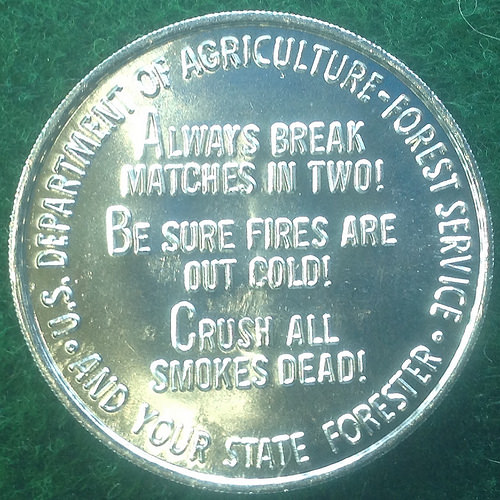 U.S. DEPARTMENT OF AGRICULTURE-FOREST SERVICE •
ALWAYS BREAK
MATCHES IN TWO!
BE SURE FIRES ARE
OUT COLD!
CRUSH ALL
SMOKES DEAD!
• AND YOUR STATE FORESTER